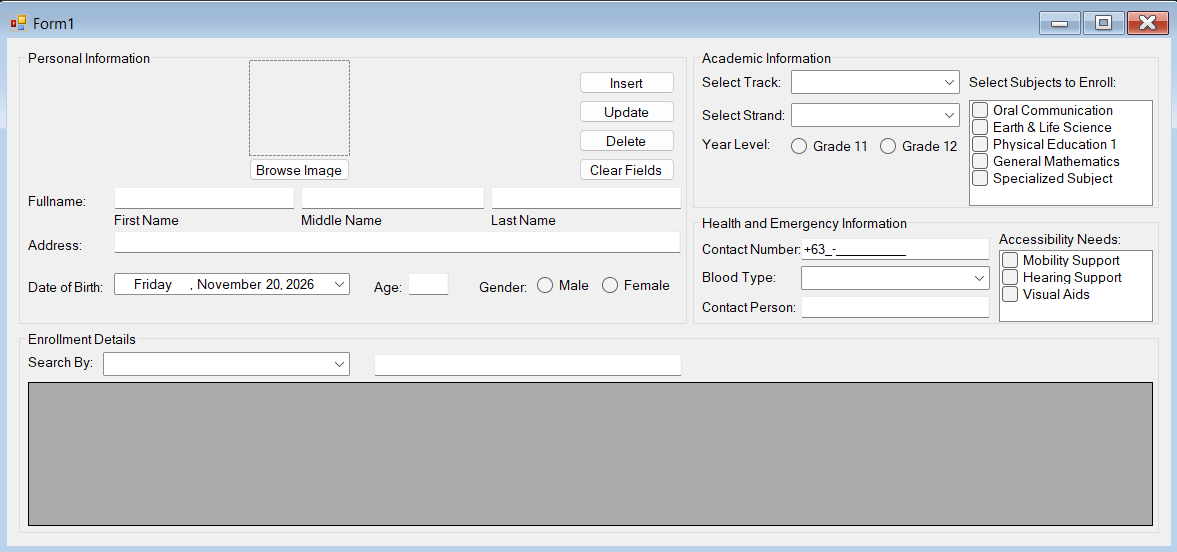 Form1
Personal Information
Browse Image
Insert
Update
Delete
Clear Fields
Fullname:
First Name
Middle Name
Last Name
Address:
Date of Birth:
Friday , November 20, 2026
Age:
Gender:
Male
Female
Academic Information
Select Track:
Select Strand:
Year Level:
Grade 11
Grade 12
Select Subjects to Enroll:
Oral Communication
Earth & Life Science
Physical Education 1
General Mathematics
Specialized Subject
Health and Emergency Information
Contact Number: +63_-__________
Blood Type:
Contact Person:
Accessibility Needs:
Mobility Support
Hearing Support
Visual Aids
Enrollment Details
Search By: